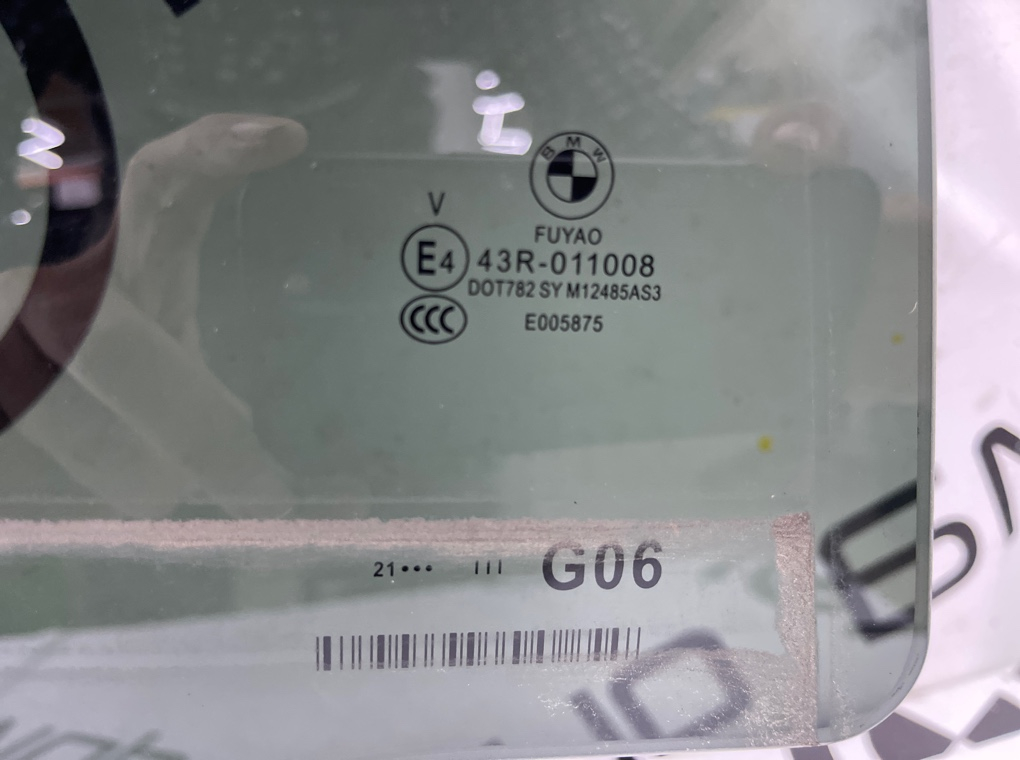 BMW
FUYAO
V
E4 43R-011008
DOT782 SY M12485AS3
CCC
E005875
21••• III G06